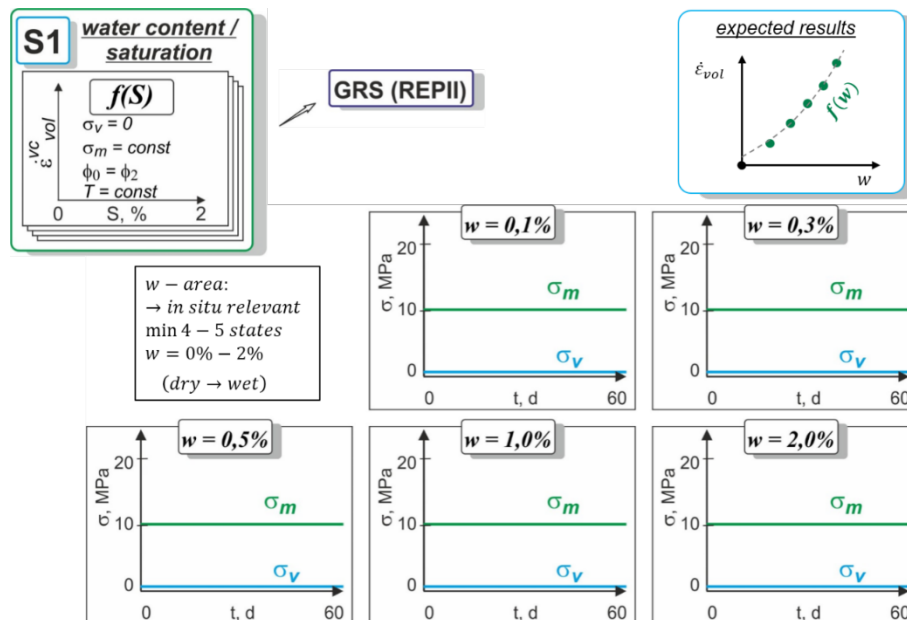 S1
water content /
saturation
f(S)
σv = 0
σm = const
ϕ0 = ϕ2
T = const
ε̇vc vol
0
S, %
2
GRS (REPII)
expected results
ε̇vol
f(w)
w
w = 0,1%
σ, MPa
20
10
0
σm
σv
0
t, d
60
w = 0,3%
σ, MPa
20
10
0
σm
σv
0
t, d
60
w − area:
→ in situ relevant
min 4 − 5 states
w = 0% − 2%
(dry → wet)
w = 0,5%
σ, MPa
20
10
0
σm
σv
0
t, d
60
w = 1,0%
σ, MPa
20
10
0
σm
σv
0
t, d
60
w = 2,0%
σ, MPa
20
10
0
σm
σv
0
t, d
60